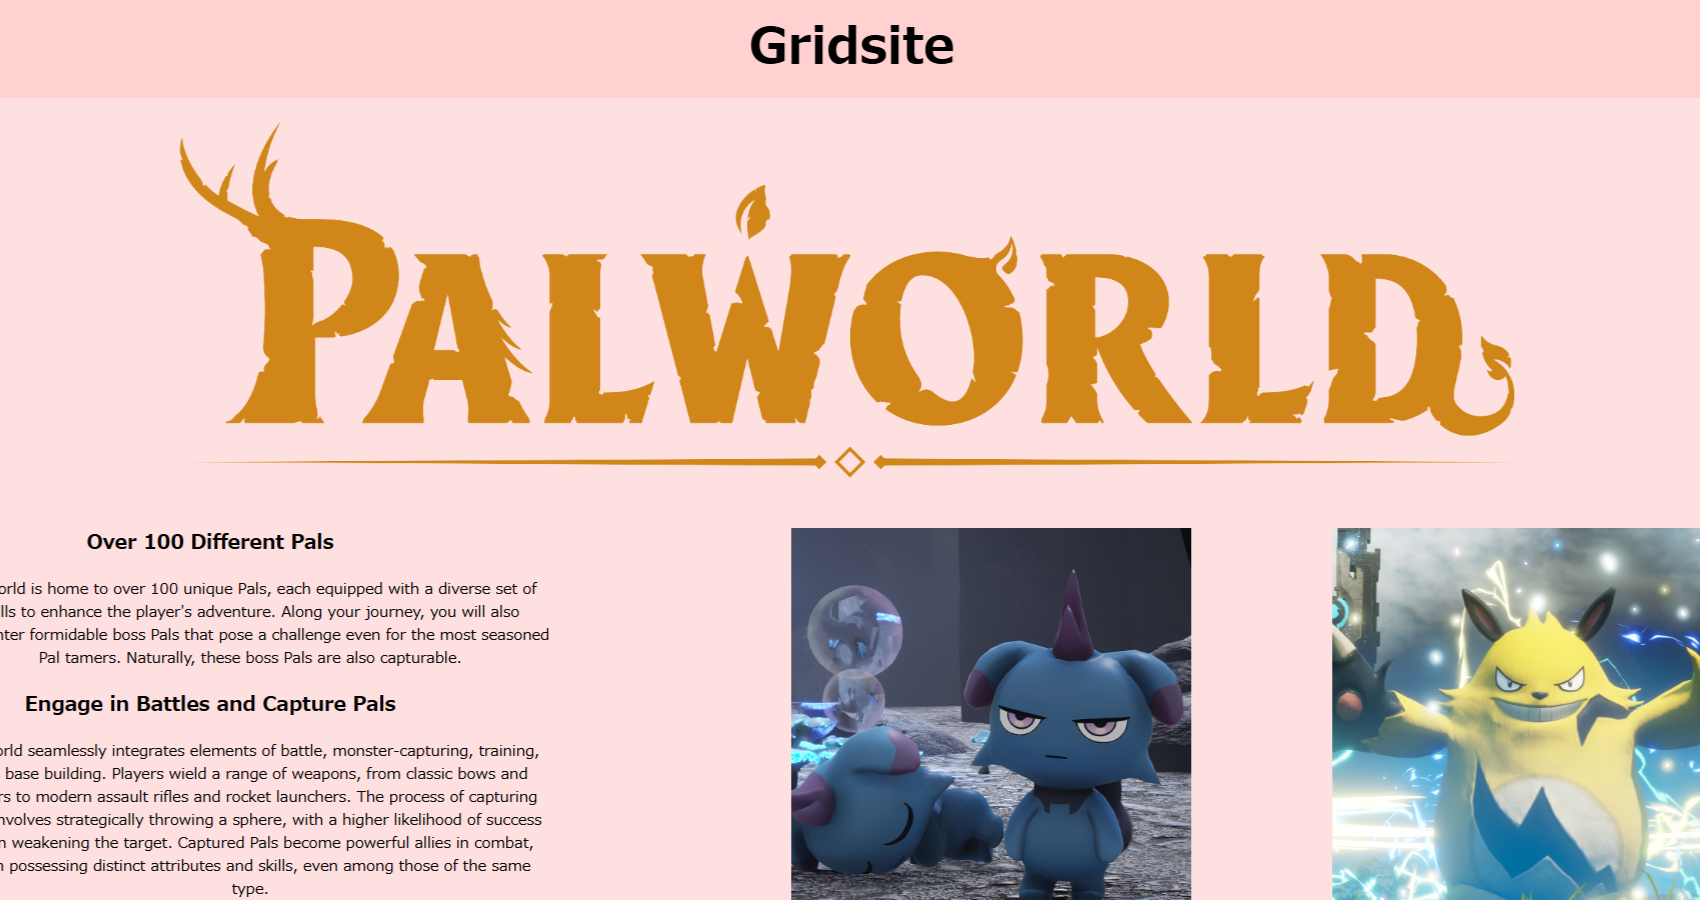 Gridsite
PALWORLD
Over 100 Different Pals
orld is home to over 100 unique Pals, each equipped with a diverse set of
lls to enhance the player's adventure. Along your journey, you will also
nter formidable boss Pals that pose a challenge even for the most seasoned
Pal tamers. Naturally, these boss Pals are also capturable.
Engage in Battles and Capture Pals
orld seamlessly integrates elements of battle, monster-capturing, training,
base building. Players wield a range of weapons, from classic bows and
rs to modern assault rifles and rocket launchers. The process of capturing
nvolves strategically throwing a sphere, with a higher likelihood of success
n weakening the target. Captured Pals become powerful allies in combat,
h possessing distinct attributes and skills, even among those of the same
type.